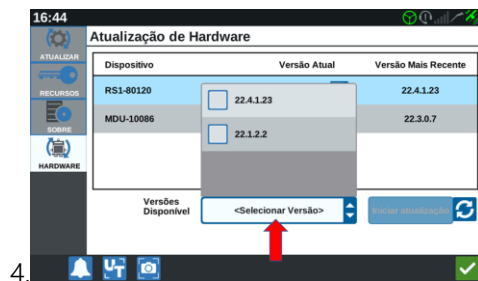 16:44
Atualização de Hardware
ATUALIZAR
RECURSOS
SOBRE
HARDWARE
Dispositivo Versão Atual Versão Mais Recente
RS1-80120 22.4.1.23
MDU-10086 22.3.0.7
22.4.1.23
22.1.2.2
Versões
Disponível
<Selecionar Versão>
Iniciar atualização
4.
UT